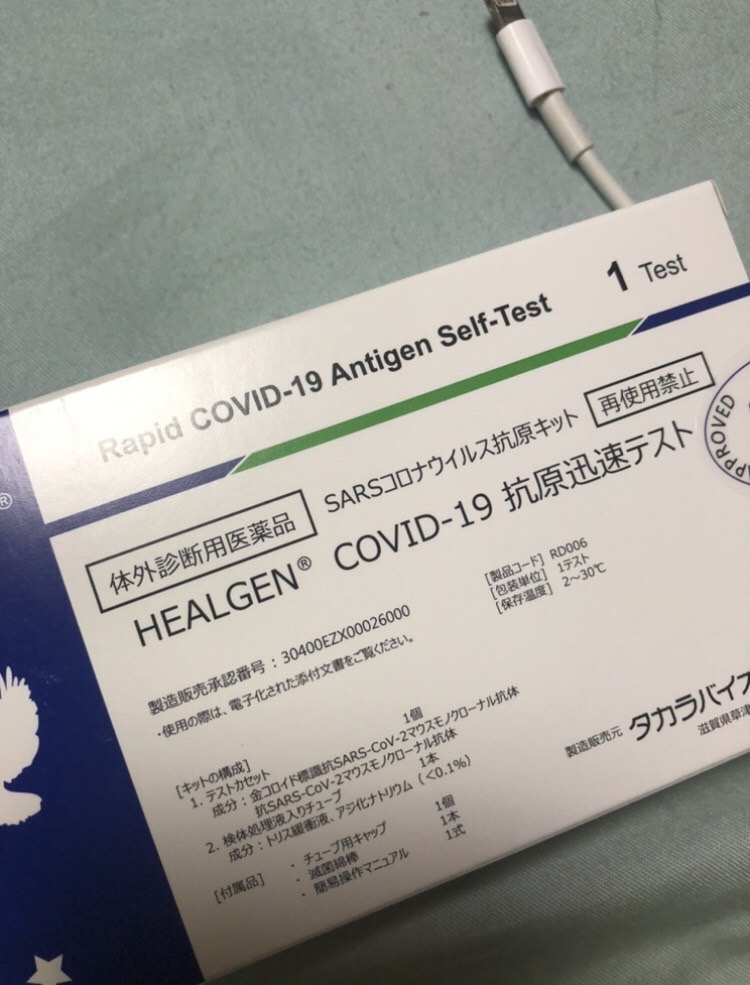 Rapid COVID-19 Antigen Self-Test 1 Test
®
体外診断用医薬品 SARSコロナウイルス抗原キット 再使用禁止
HEALGEN® COVID-19 抗原迅速テスト
APPROVED
[製品コード] RD006
[包装単位] 1テスト
[保存温度] 2~30℃
製造販売承認番号:30400EZX00026000
・使用の際は、電子化された添付文書をご覧ください。
[キットの構成]
1. テストカセット 1個
成分:金コロイド標識抗SARS-CoV-2マウスモノクローナル抗体
抗SARS-CoV-2マウスモノクローナル抗体
2. 検体処理液入りチューブ 1本
成分:トリス緩衝液、アジ化ナトリウム(<0.1%)
[付属品] ・チューブ用キャップ 1個
・滅菌綿棒 1本
・簡易操作マニュアル 1式
製造販売元 タカラバイオ
滋賀県草津